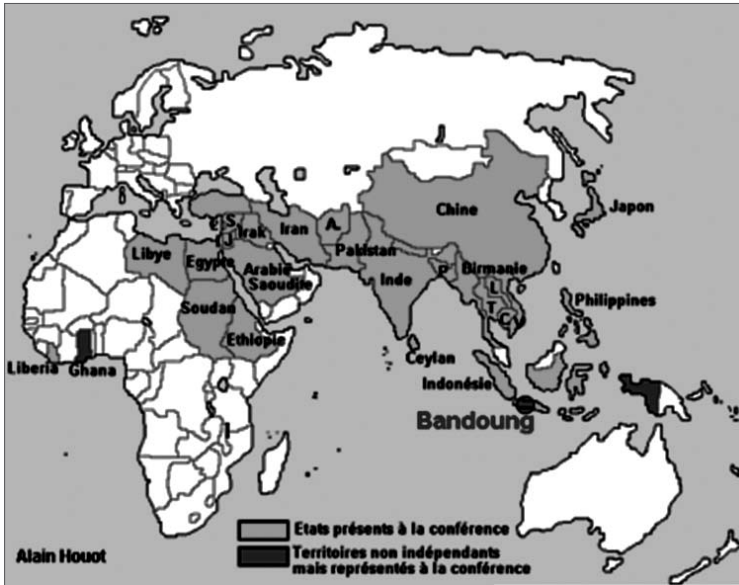 Chine
Japon
S.
J
Irak
Iran
A.
Pakistan
Libye
Egypte
Arabie
Saoudite
Inde
P
Birmanie
L
T
C
V
Soudan
Philippines
Ethiopie
Liberia
Ghana
Ceylan
Indonésie
Bandoung
Etats présents à la conférence
Territoires non indépendants
mais représentés à la conférence
Alain Houot